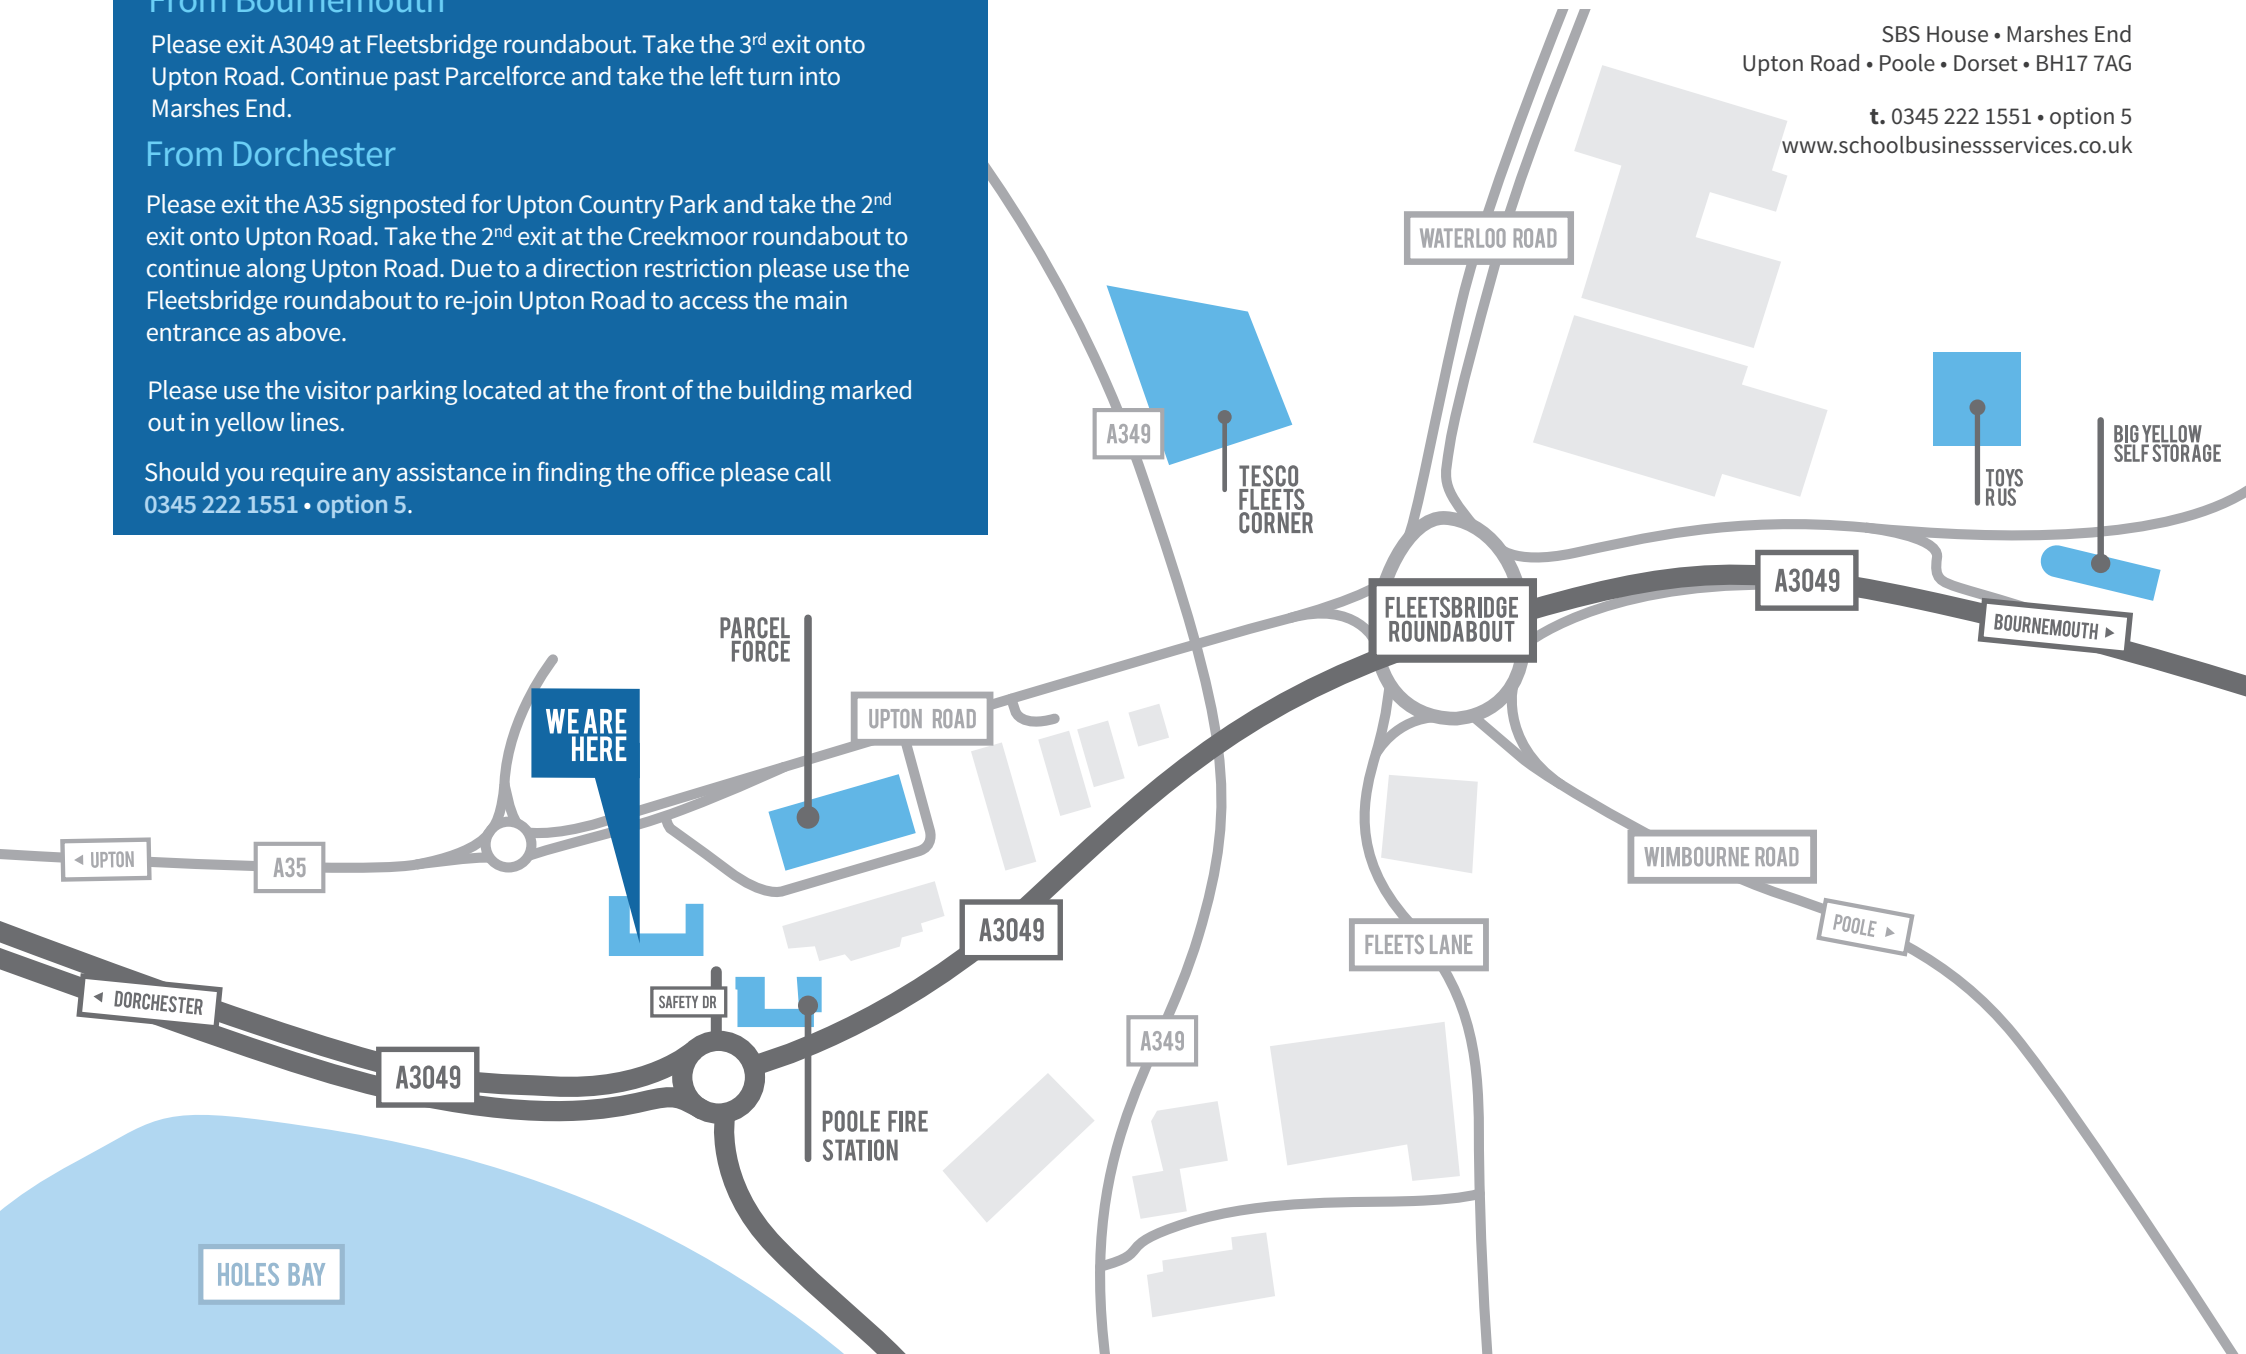 From Bournemouth
Please exit A3049 at Fleetsbridge roundabout. Take the 3rd exit onto
Upton Road. Continue past Parcelforce and take the left turn into
Marshes End.
From Dorchester
Please exit the A35 signposted for Upton Country Park and take the 2nd
exit onto Upton Road. Take the 2nd exit at the Creekmoor roundabout to
continue along Upton Road. Due to a direction restriction please use the
Fleetsbridge roundabout to re-join Upton Road to access the main
entrance as above.
Please use the visitor parking located at the front of the building marked
out in yellow lines.
Should you require any assistance in finding the office please call
0345 222 1551 • option 5.
SBS House • Marshes End
Upton Road • Poole • Dorset • BH17 7AG
t. 0345 222 1551 • option 5
www.schoolbusinessservices.co.uk
WATERLOO ROAD
A349
TESCO
FLEETS
CORNER
TOYS
R US
BIG YELLOW
SELF STORAGE
A3049
FLEETSBRIDGE
ROUNDABOUT
BOURNEMOUTH ►
PARCEL
FORCE
UPTON ROAD
WE ARE
HERE
◄ UPTON
A35
WIMBOURNE ROAD
POOLE ►
A3049
FLEETS LANE
◄ DORCHESTER
SAFETY DR
A349
A3049
POOLE FIRE
STATION
HOLES BAY